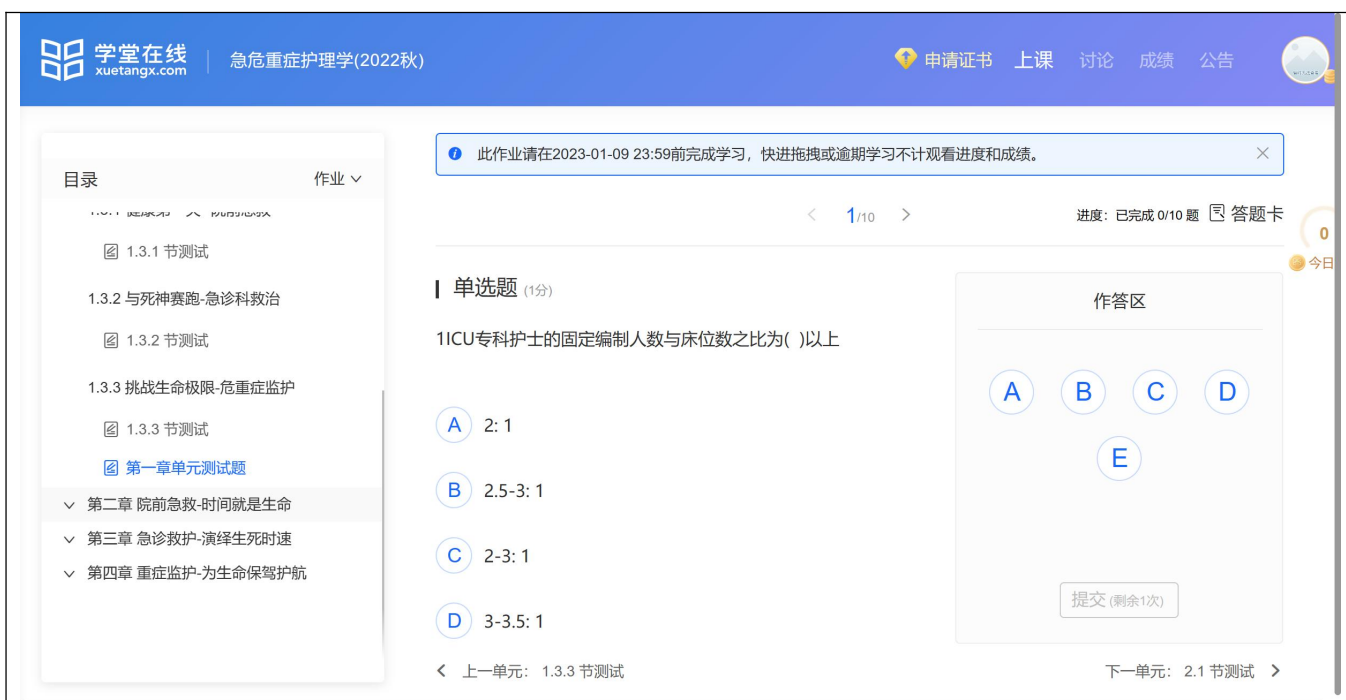 学堂在线
xuetangx.com
急危重症护理学(2022秋)
申请证书 上课 讨论 成绩 公告
目录 作业
1.3.1 节测试
1.3.2 与死神赛跑-急诊科救治
1.3.2 节测试
1.3.3 挑战生命极限-危重症监护
1.3.3 节测试
第一章单元测试题
第二章 院前急救-时间就是生命
第三章 急诊救护-演绎生死时速
第四章 重症监护-为生命保驾护航
此作业请在2023-01-09 23:59前完成学习，快进拖拽或逾期学习不计观看进度和成绩。
1/10
进度：已完成 0/10 题 答题卡
0
今日
单选题 (1分)
1ICU专科护士的固定编制人数与床位数之比为( )以上
A 2: 1
B 2.5-3: 1
C 2-3: 1
D 3-3.5: 1
作答区
A B C D
E
提交 (剩余1次)
上一单元： 1.3.3 节测试
下一单元： 2.1 节测试